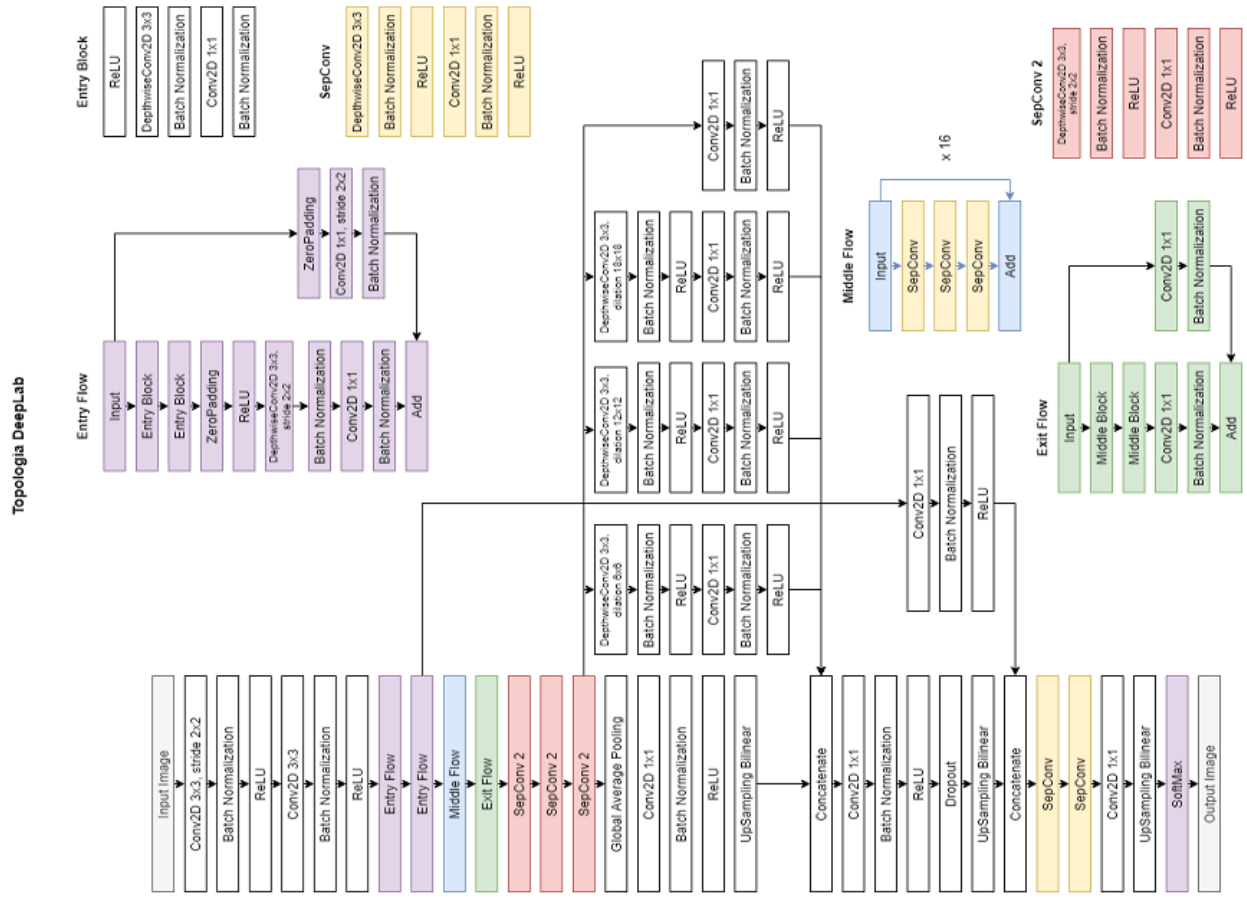 Topologia DeepLab
Input Image
Conv2D 3x3, stride 2x2
Batch Normalization
ReLU
Conv2D 3x3
Batch Normalization
ReLU
Entry Flow
Entry Flow
Middle Flow
Exit Flow
SepConv 2
SepConv 2
SepConv 2
Global Average Pooling
Conv2D 1x1
Batch Normalization
ReLU
UpSampling Bilinear
Concatenate
Conv2D 1x1
Batch Normalization
ReLU
Dropout
UpSampling Bilinear
Concatenate
SepConv
SepConv
Conv2D 1x1
UpSampling Bilinear
SoftMax
Output Image
DepthwiseConv2D 3x3,
dilation 6x6
Batch Normalization
ReLU
Conv2D 1x1
Batch Normalization
ReLU
DepthwiseConv2D 3x3,
dilation 12x12
Batch Normalization
ReLU
Conv2D 1x1
Batch Normalization
ReLU
DepthwiseConv2D 3x3,
dilation 18x18
Batch Normalization
ReLU
Conv2D 1x1
Batch Normalization
ReLU
Conv2D 1x1
Batch Normalization
ReLU
Conv2D 1x1
Batch Normalization
ReLU
Entry Flow
Input
Entry Block
Entry Block
ZeroPadding
ReLU
DepthwiseConv2D 3x3,
stride 2x2
Batch Normalization
Conv2D 1x1
Batch Normalization
Add
ZeroPadding
Conv2D 1x1, stride 2x2
Batch Normalization
Entry Block
ReLU
DepthwiseConv2D 3x3
Batch Normalization
Conv2D 1x1
Batch Normalization
SepConv
DepthwiseConv2D 3x3
Batch Normalization
ReLU
Conv2D 1x1
Batch Normalization
ReLU
Middle Flow
Input
SepConv
SepConv
SepConv
Add
x 16
Exit Flow
Input
Middle Block
Middle Block
Conv2D 1x1
Batch Normalization
Add
Conv2D 1x1
Batch Normalization
SepConv 2
DepthwiseConv2D 3x3,
stride 2x2
Batch Normalization
ReLU
Conv2D 1x1
Batch Normalization
ReLU